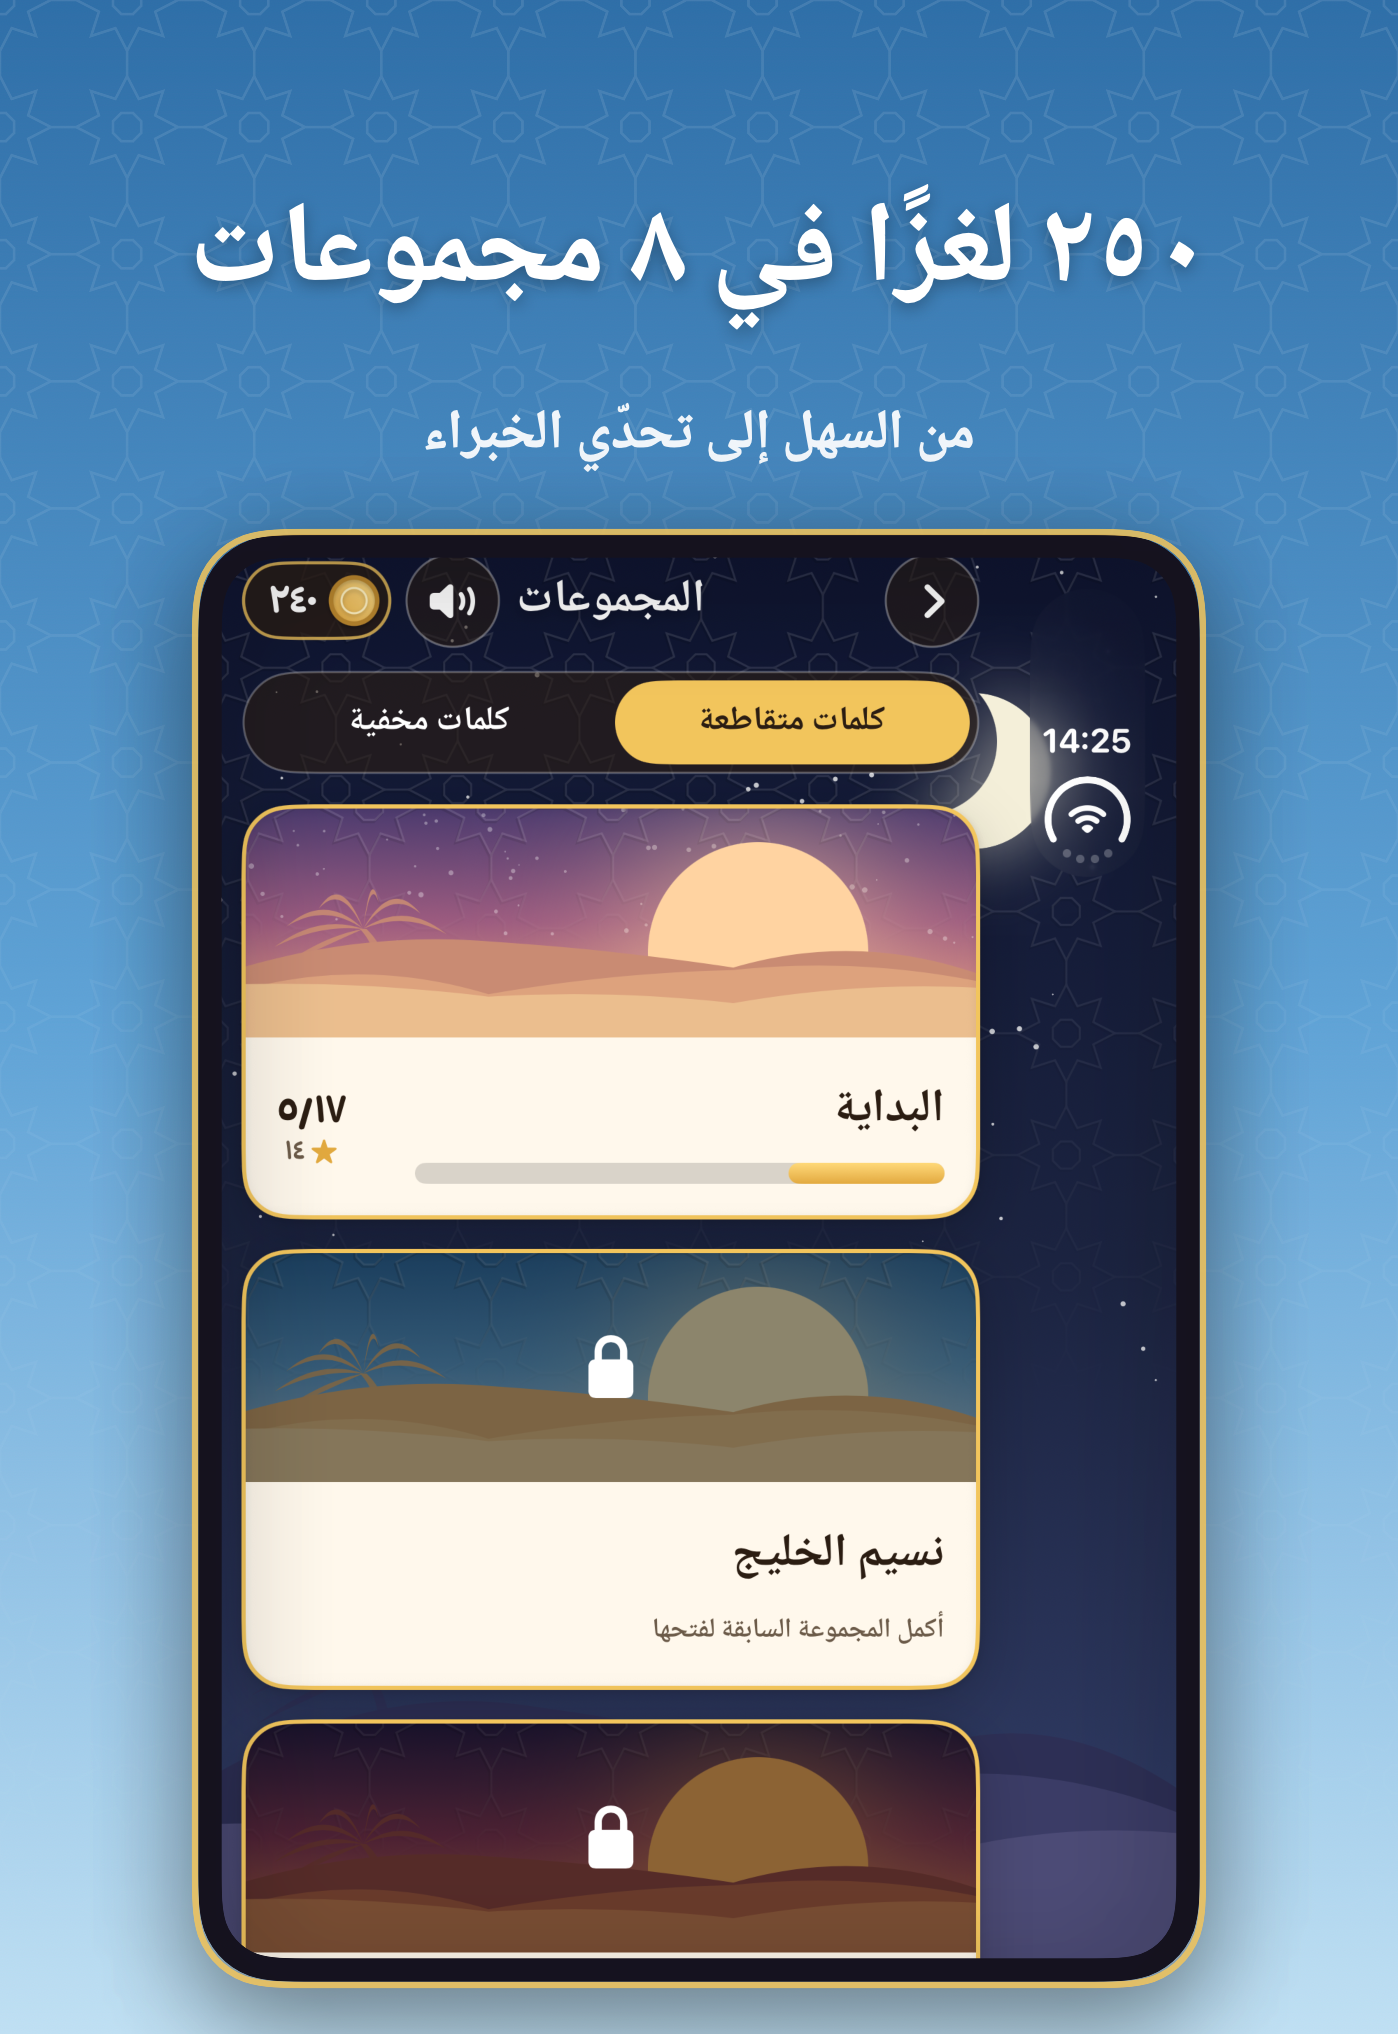 ٢٥٠ لغزًا في ٨ مجموعات
من السهل إلى تحدّي الخبراء
المجموعات
٢٤٠
كلمات متقاطعة
كلمات مخفية
14:25
البداية
٥/١٧
١٤
نسيم الخليج
أكمل المجموعة السابقة لفتحها